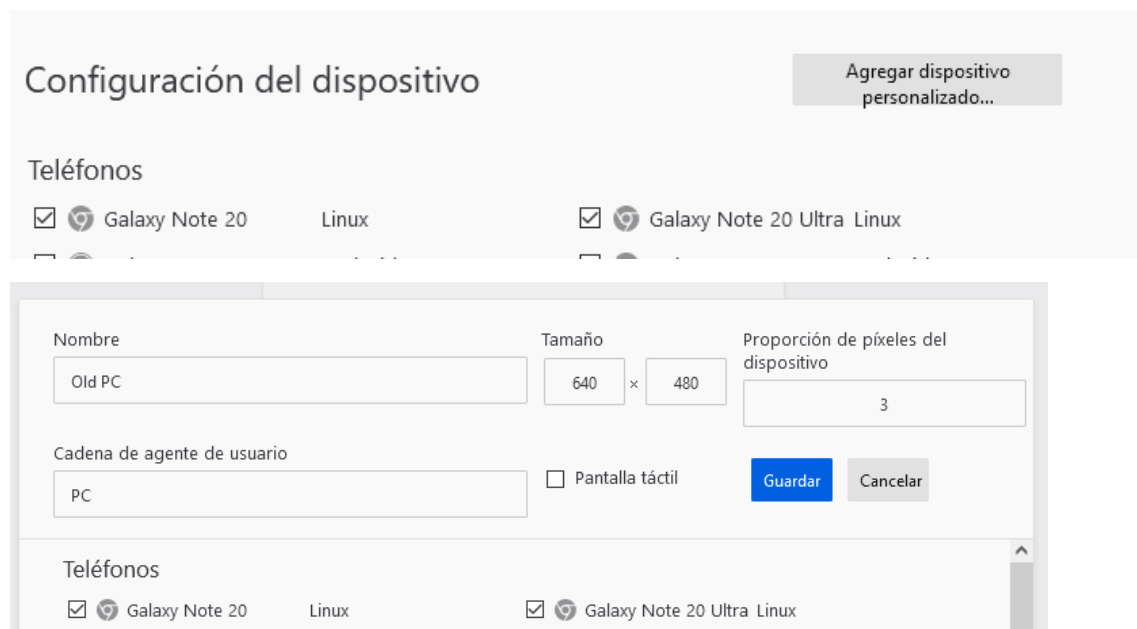 Configuración del dispositivo
Agregar dispositivo
personalizado...
Teléfonos
Galaxy Note 20 Linux
Galaxy Note 20 Ultra Linux
Nombre
Old PC
Tamaño
640 × 480
Proporción de píxeles del
dispositivo
3
Cadena de agente de usuario
PC
Pantalla táctil
Guardar
Cancelar
Teléfonos
Galaxy Note 20 Linux
Galaxy Note 20 Ultra Linux